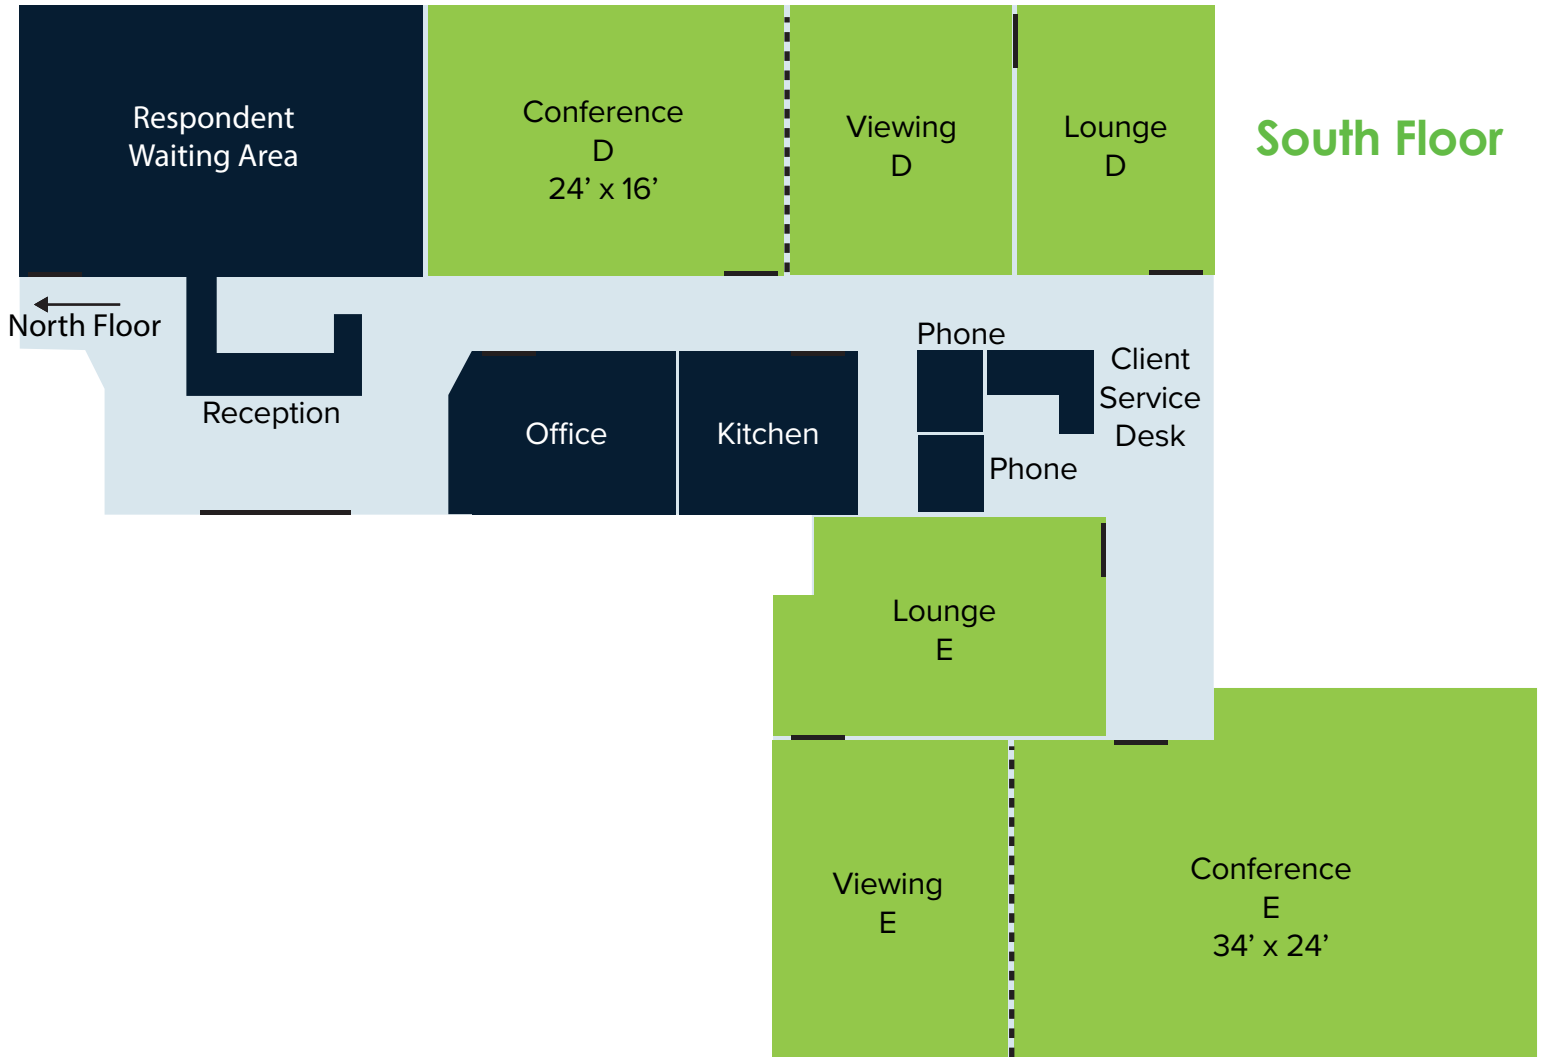 Respondent
Waiting Area
Conference
D
24’ x 16’
Viewing
D
Lounge
D
South Floor
North Floor
Reception
Office
Kitchen
Phone
Client
Service
Desk
Phone
Lounge
E
Viewing
E
Conference
E
34’ x 24’